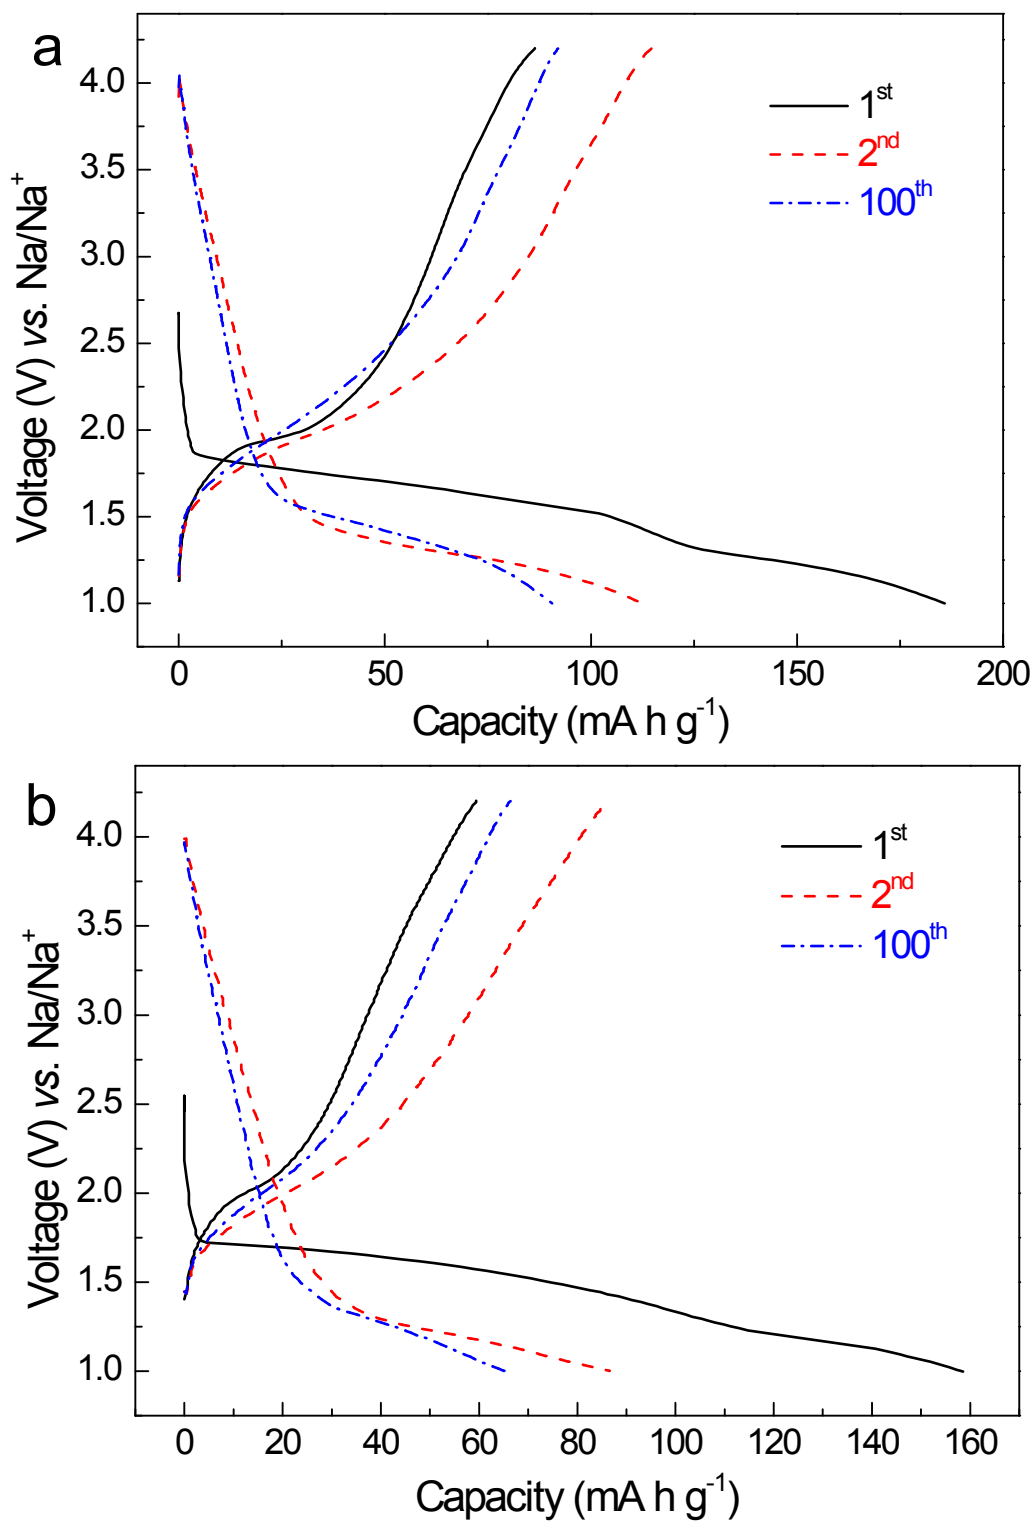 a
1st
2nd
100th
4.0
3.5
3.0
2.5
2.0
1.5
1.0
Voltage (V) vs. Na/Na+
0 50 100 150 200
Capacity (mA h g-1)
b
1st
2nd
100th
4.0
3.5
3.0
2.5
2.0
1.5
1.0
Voltage (V) vs. Na/Na+
0 20 40 60 80 100 120 140 160
Capacity (mA h g-1)